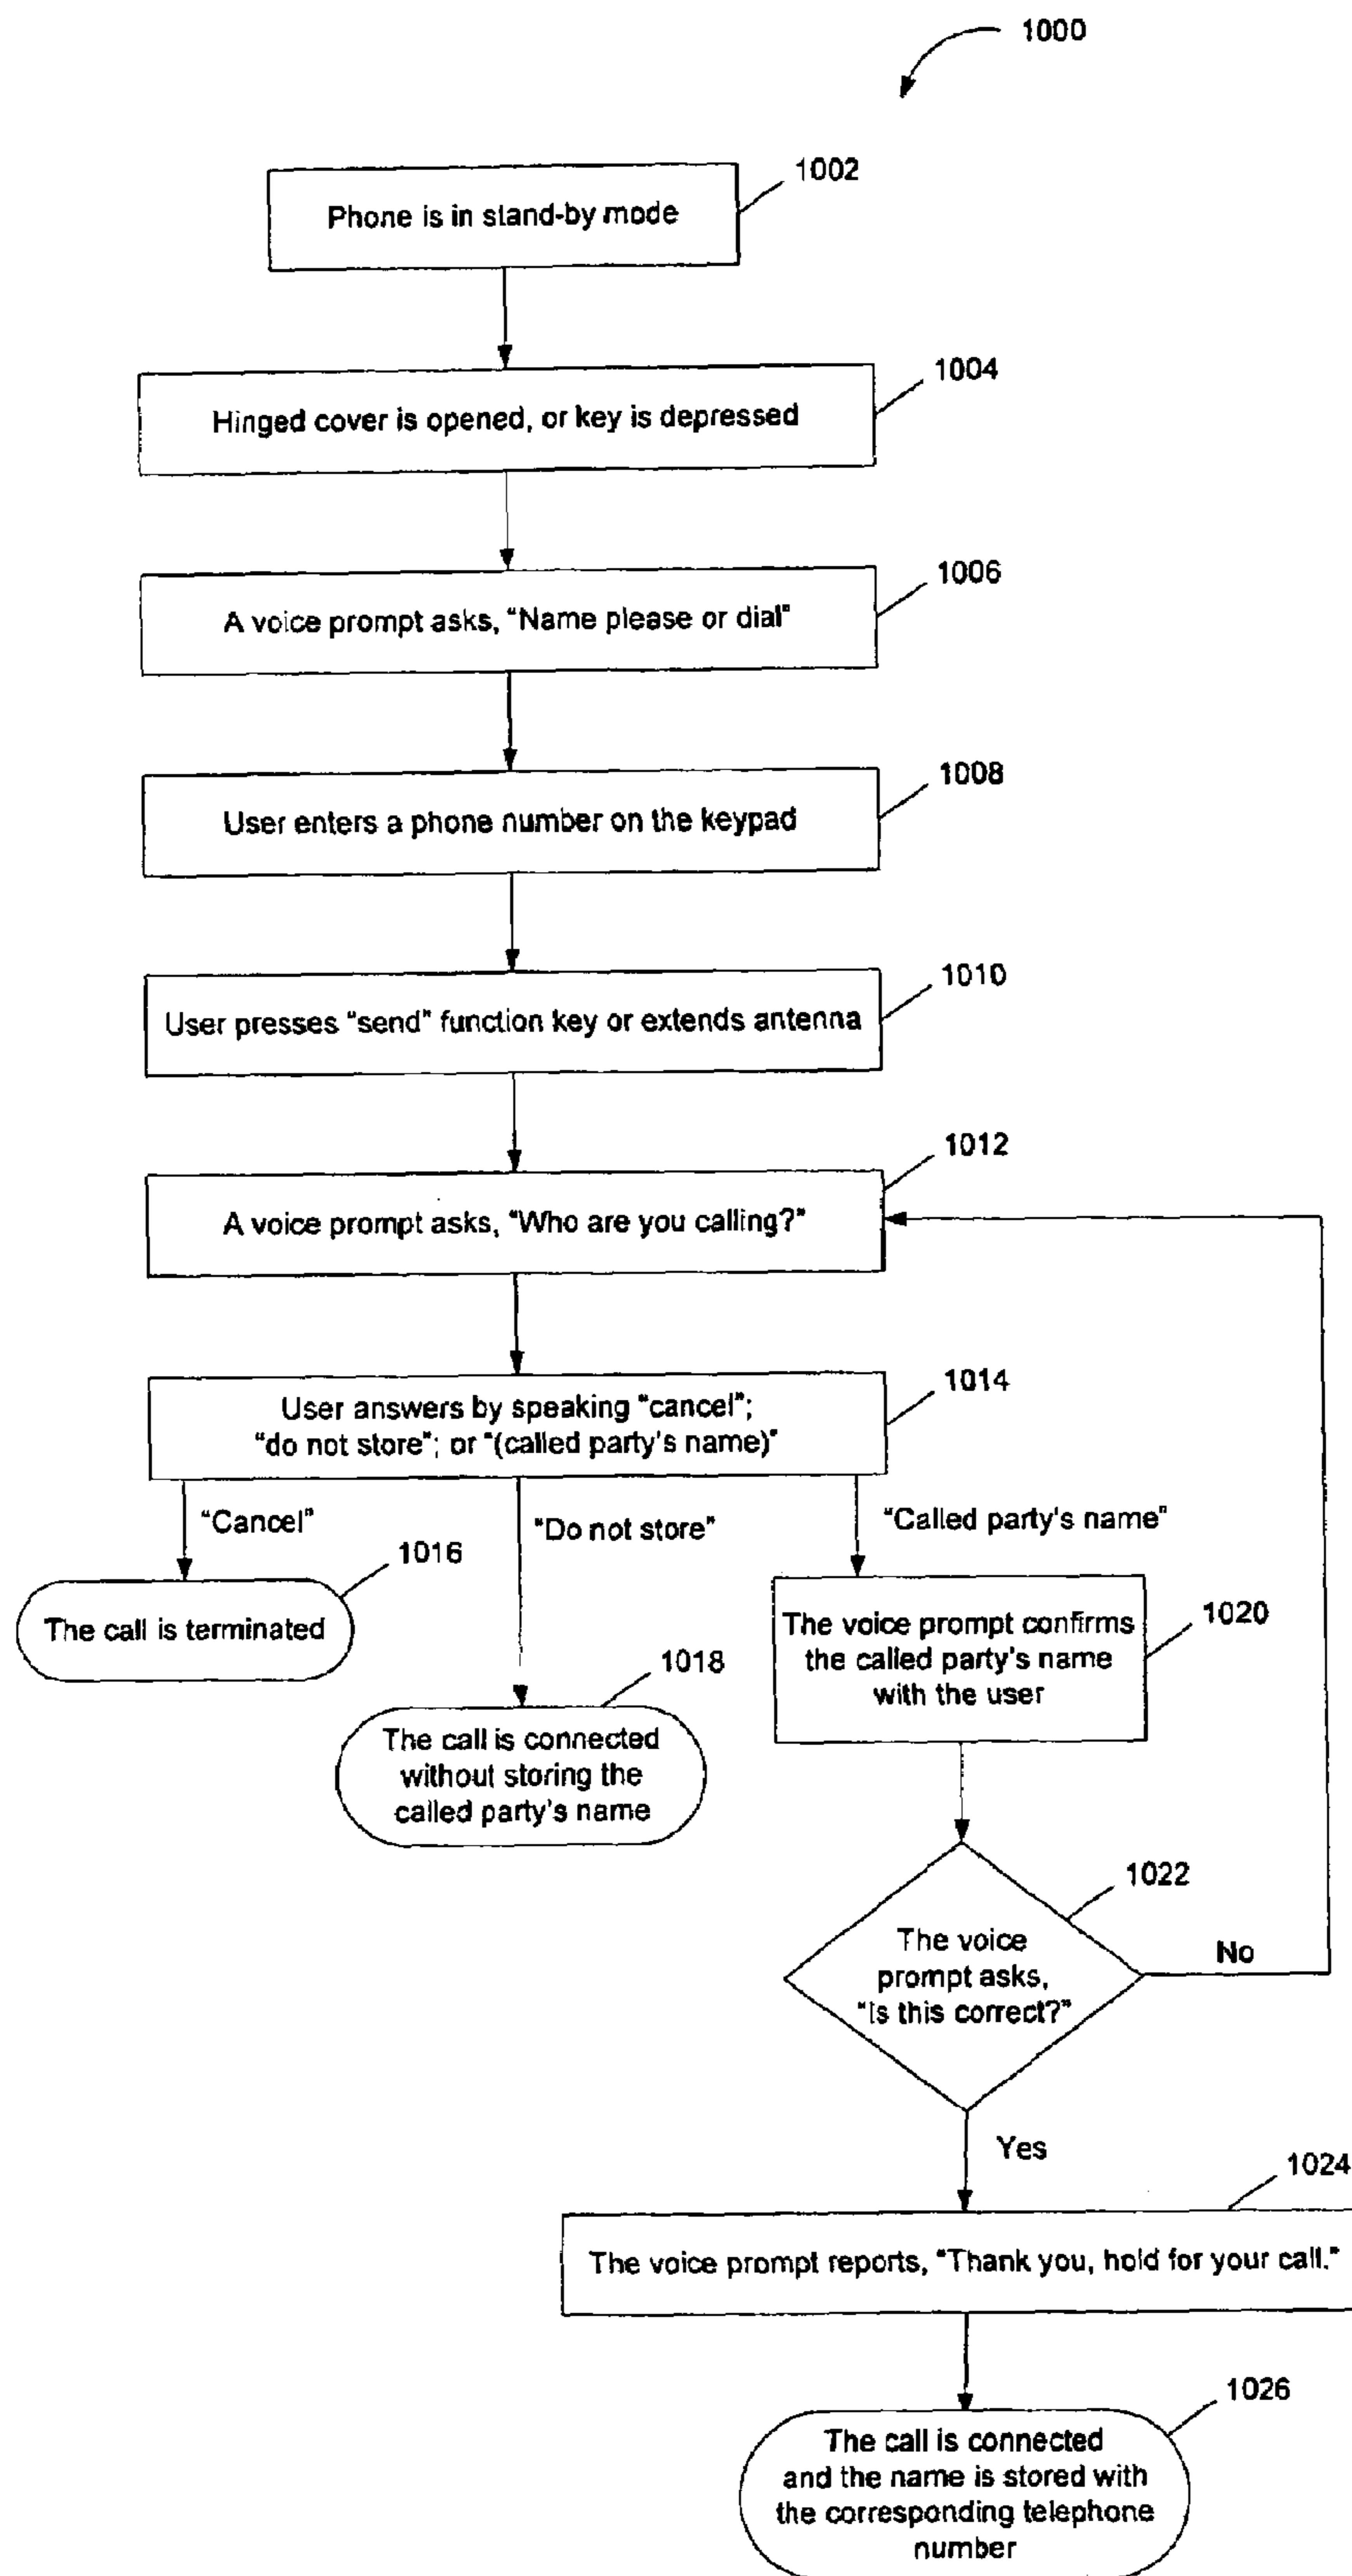 1000
1002
Phone is in stand-by mode
1004
Hinged cover is opened, or key is depressed
1006
A voice prompt asks, "Name please or dial"
1008
User enters a phone number on the keypad
1010
User presses "send" function key or extends antenna
1012
A voice prompt asks, "Who are you calling?"
1014
User answers by speaking "cancel";
"do not store"; or "(called party's name)"
"Cancel"
"Do not store"
"Called party's name"
1016
The call is terminated
1018
The call is connected
without storing the
called party's name
1020
The voice prompt confirms
the called party's name
with the user
1022
The voice
prompt asks,
"Is this correct?"
No
Yes
1024
The voice prompt reports, "Thank you, hold for your call."
1026
The call is connected
and the name is stored with
the corresponding telephone
number